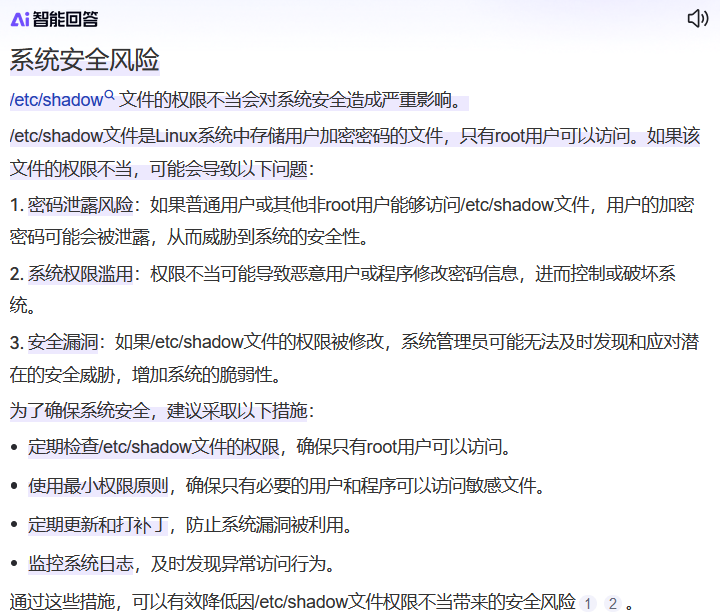 Ai智能回答
系统安全风险
/etc/shadow 文件的权限不当会对系统安全造成严重影响。
/etc/shadow文件是Linux系统中存储用户加密密码的文件，只有root用户可以访问。如果该
文件的权限不当，可能会导致以下问题：
1. 密码泄露风险：如果普通用户或其他非root用户能够访问/etc/shadow文件，用户的加密
密码可能会被泄露，从而威胁到系统的安全性。
2. 系统权限滥用：权限不当可能导致恶意用户或程序修改密码信息，进而控制或破坏系
统。
3. 安全漏洞：如果/etc/shadow文件的权限被修改，系统管理员可能无法及时发现和应对潜
在的安全威胁，增加系统的脆弱性。
为了确保系统安全，建议采取以下措施：
• 定期检查/etc/shadow文件的权限，确保只有root用户可以访问。
• 使用最小权限原则，确保只有必要的用户和程序可以访问敏感文件。
• 定期更新和打补丁，防止系统漏洞被利用。
• 监控系统日志，及时发现异常访问行为。
通过这些措施，可以有效降低因/etc/shadow文件权限不当带来的安全风险 1 2 。